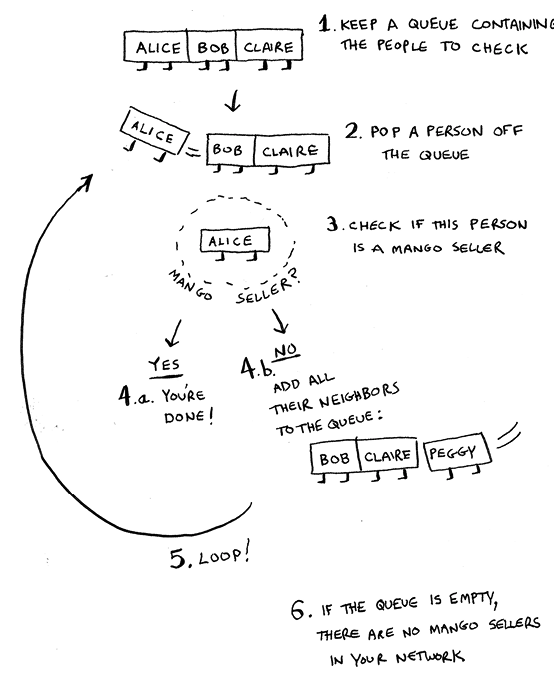 ALICE BOB CLAIRE
1. KEEP A QUEUE CONTAINING
THE PEOPLE TO CHECK
ALICE
BOB CLAIRE
2. POP A PERSON OFF
THE QUEUE
ALICE
MANGO SELLER?
3. CHECK IF THIS PERSON
IS A MANGO SELLER
YES
4.a. YOU'RE
DONE!
NO
4.b.
ADD ALL
THEIR NEIGHBORS
TO THE QUEUE:
BOB CLAIRE PEGGY
5. LOOP!
6. IF THE QUEUE IS EMPTY,
THERE ARE NO MANGO SELLERS
IN YOUR NETWORK